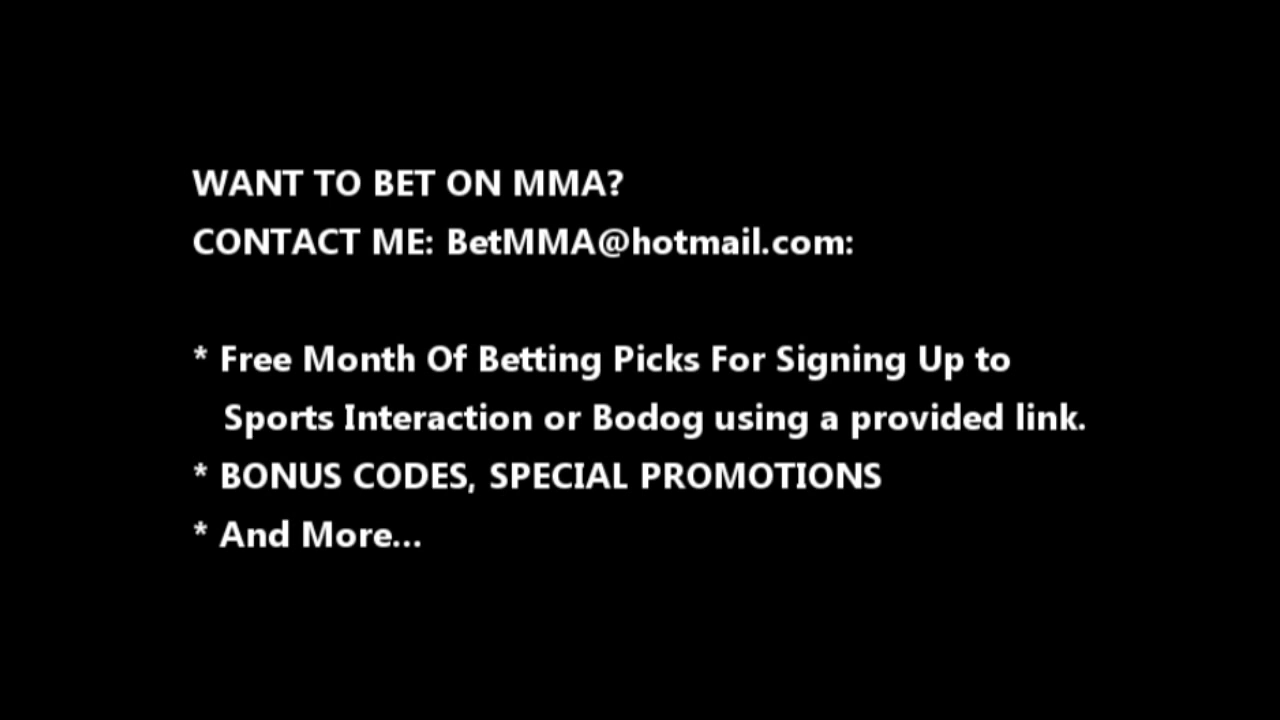 WANT TO BET ON MMA?
CONTACT ME: BetMMA@hotmail.com:
* Free Month Of Betting Picks For Signing Up to
Sports Interaction or Bodog using a provided link.
* BONUS CODES, SPECIAL PROMOTIONS
* And More...